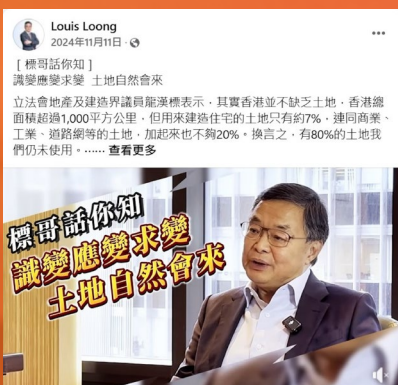 Louis Loong
2024年11月11日 ·
[ 標哥話你知 ]
識變應變求變 土地自然會來
立法會地產及建造界議員龍漢標表示，其實香港並不缺乏土地，香港總
面積超過1,000平方公里，但用來建造住宅的土地只有約7%，連同商業、
工業、道路網等的土地，加起來也不夠20%。換言之，有80%的土地我
們仍未使用。⋯⋯ 查看更多
標哥話你知
識變應變求變
土地自然會來